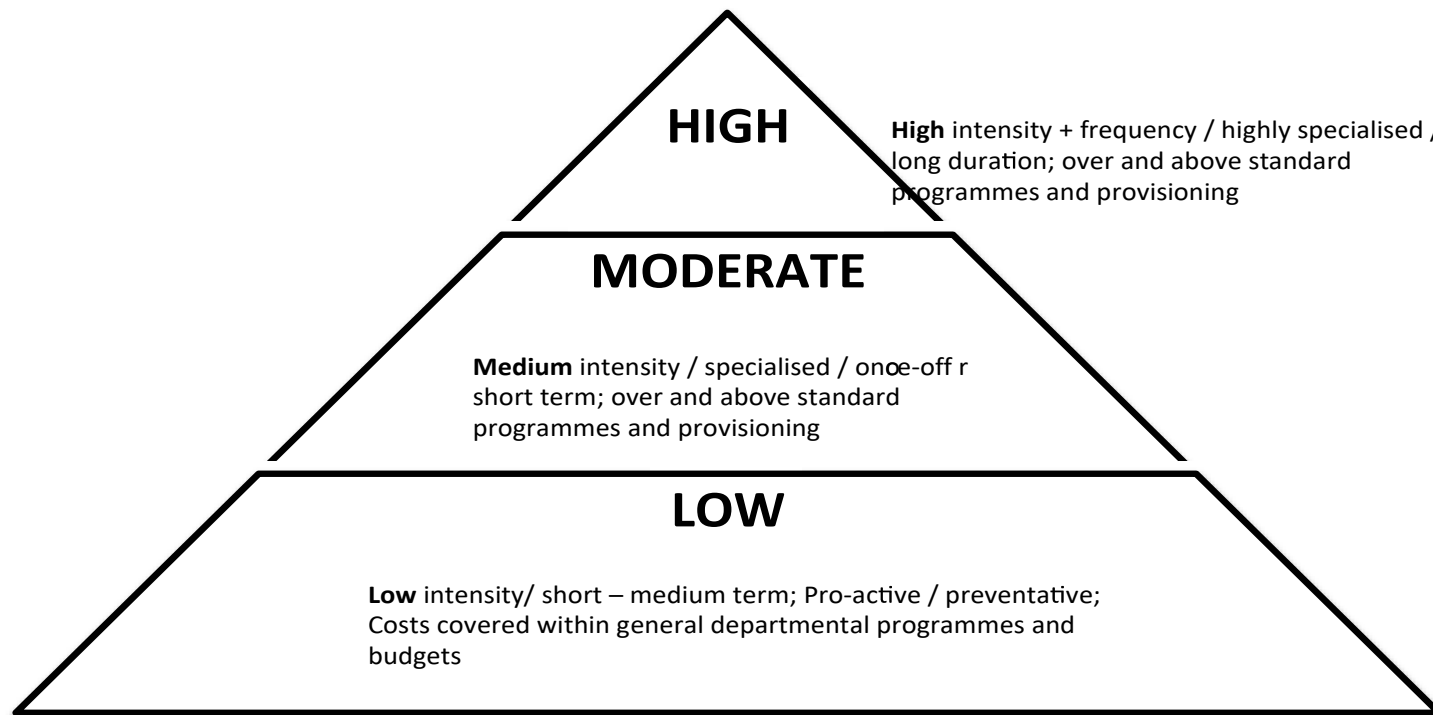 HIGH
High intensity + frequency / highly specialised /
long duration; over and above standard
programmes and provisioning
MODERATE
Medium intensity / specialised / once-off r
short term; over and above standard
programmes and provisioning
LOW
Low intensity/ short – medium term; Pro-active / preventative;
Costs covered within general departmental programmes and
budgets